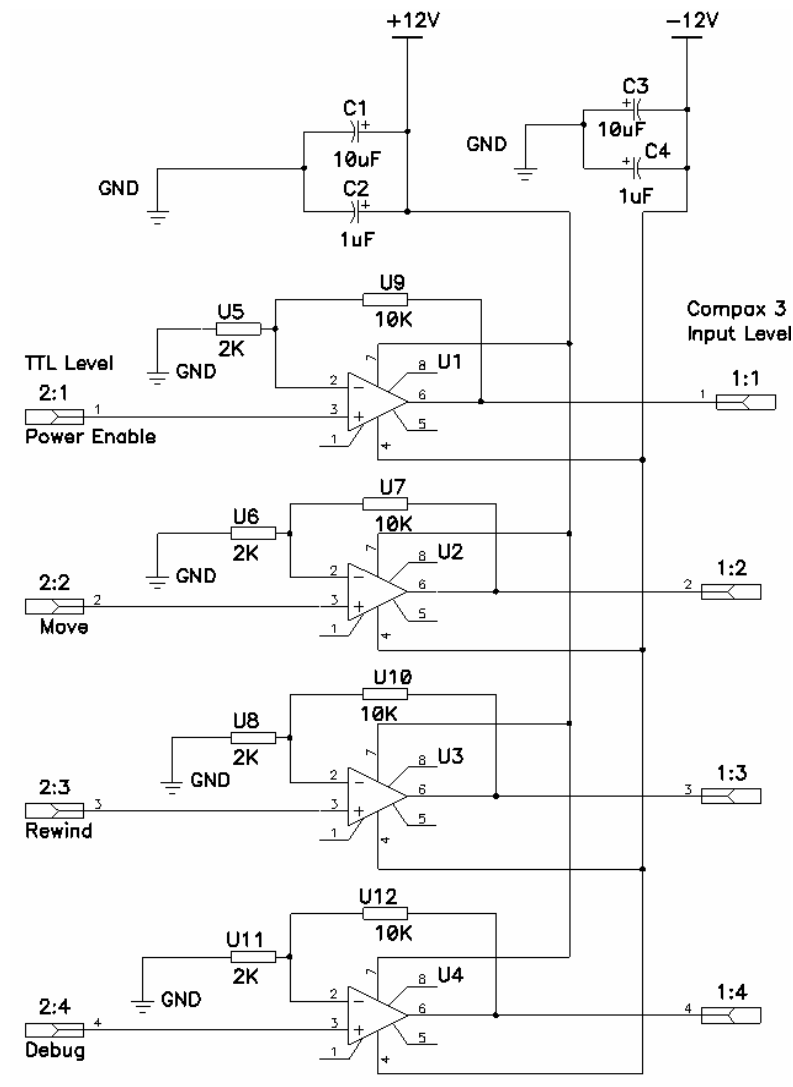 +12V
-12V
C1
10uF
C2
1uF
GND
C3
10uF
C4
1uF
GND
U9
10K
U5
2K
GND
Compax 3
Input Level
TTL Level
2:1
1
Power Enable
2
3
1
7
8
U1
6
5
4
1
1:1
U7
10K
U6
2K
GND
2:2
2
Move
2
3
1
7
8
U2
6
5
4
2
1:2
U10
10K
U8
2K
GND
2:3
3
Rewind
2
3
1
7
8
U3
6
5
4
3
1:3
U12
10K
U11
2K
GND
2:4
4
Debug
2
3
1
7
8
U4
6
5
4
4
1:4